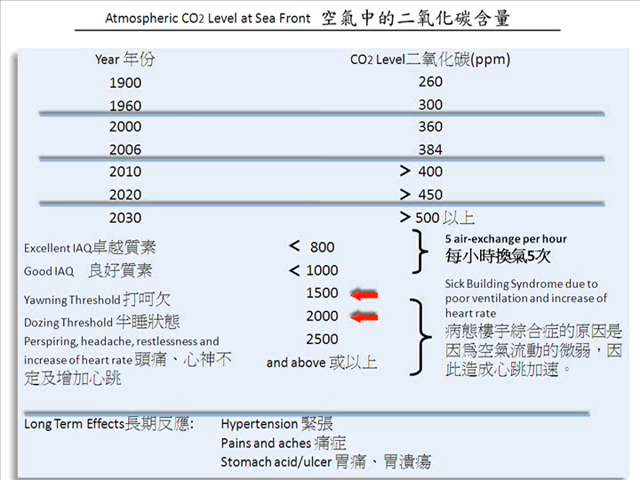 Atmospheric CO2 Level at Sea Front 空氣中的二氧化碳含量
Year 年份 CO2 Level二氧化碳(ppm)
1900 260
1960 300
2000 360
2006 384
2010 > 400
2020 > 450
2030 > 500 以上
Excellent IAQ卓越質素 < 800
Good IAQ 良好質素 < 1000
5 air-exchange per hour
每小時換氣5次
Yawning Threshold 打呵欠 1500
Dozing Threshold 半睡狀態 2000
Perspiring, headache, restlessness and 2500
increase of heart rate 頭痛、心神不 and above 或以上
定及增加心跳
Sick Building Syndrome due to
poor ventilation and increase of
heart rate
病態樓宇綜合症的原因是
因爲空氣流動的微弱，因
此造成心跳加速。
Long Term Effects長期反應: Hypertension 緊張
Pains and aches 痛症
Stomach acid/ulcer 胃痛、胃潰瘍